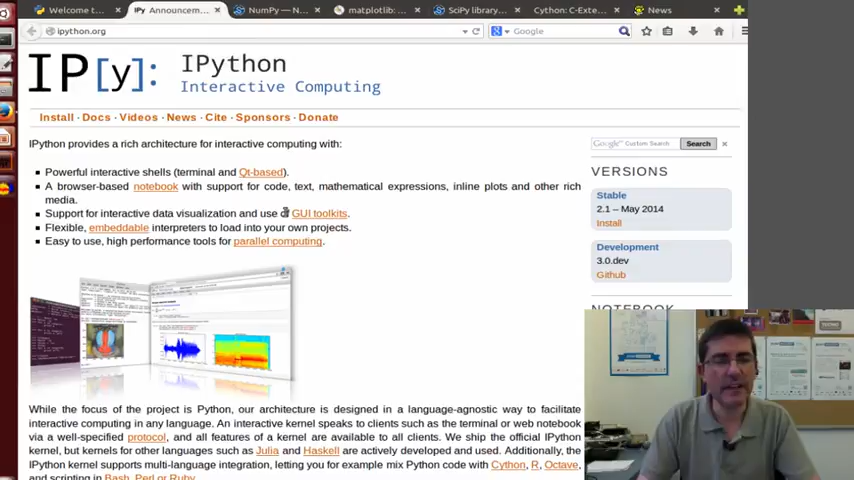 Welcome t...
IPy Announcem...
NumPy — N...
matplotlib: ...
SciPy library...
Cython: C-Exte...
News
ipython.org
Google
IP[y]: IPython
Interactive Computing
Install · Docs · Videos · News · Cite · Sponsors · Donate
IPython provides a rich architecture for interactive computing with:
Powerful interactive shells (terminal and Qt-based).
A browser-based notebook with support for code, text, mathematical expressions, inline plots and other rich
media.
Support for interactive data visualization and use of GUI toolkits.
Flexible, embeddable interpreters to load into your own projects.
Easy to use, high performance tools for parallel computing.
Google Custom Search
Search
VERSIONS
Stable
2.1 – May 2014
Install
Development
3.0.dev
Github
NOTEBOOK
While the focus of the project is Python, our architecture is designed in a language-agnostic way to facilitate
interactive computing in any language. An interactive kernel speaks to clients such as the terminal or web notebook
via a well-specified protocol, and all features of a kernel are available to all clients. We ship the official IPython
kernel, but kernels for other languages such as Julia and Haskell are actively developed and used. Additionally, the
IPython kernel supports multi-language integration, letting you for example mix Python code with Cython, R, Octave,
and scripting in Bash, Perl or Ruby.